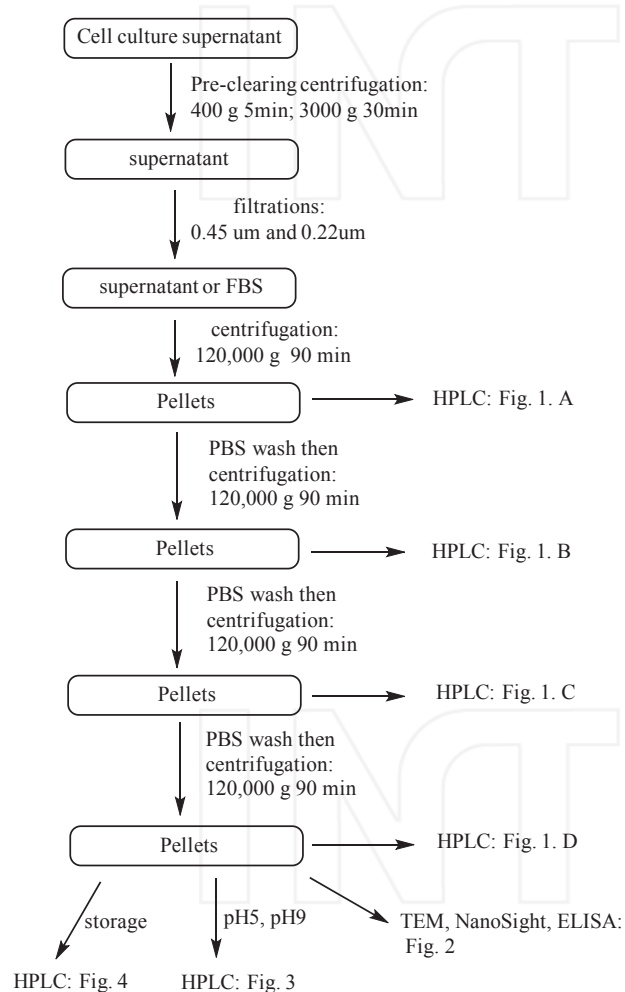 Cell culture supernatant
Pre-clearing centrifugation:
400 g 5min; 3000 g 30min
supernatant
filtrations:
0.45 um and 0.22um
supernatant or FBS
centrifugation:
120,000 g 90 min
Pellets
HPLC: Fig. 1. A
PBS wash then
centrifugation:
120,000 g 90 min
Pellets
HPLC: Fig. 1. B
PBS wash then
centrifugation:
120,000 g 90 min
Pellets
HPLC: Fig. 1. C
PBS wash then
centrifugation:
120,000 g 90 min
Pellets
HPLC: Fig. 1. D
storage
pH5, pH9
TEM, NanoSight, ELISA:
Fig. 2
HPLC: Fig. 4
HPLC: Fig. 3
INT
INT